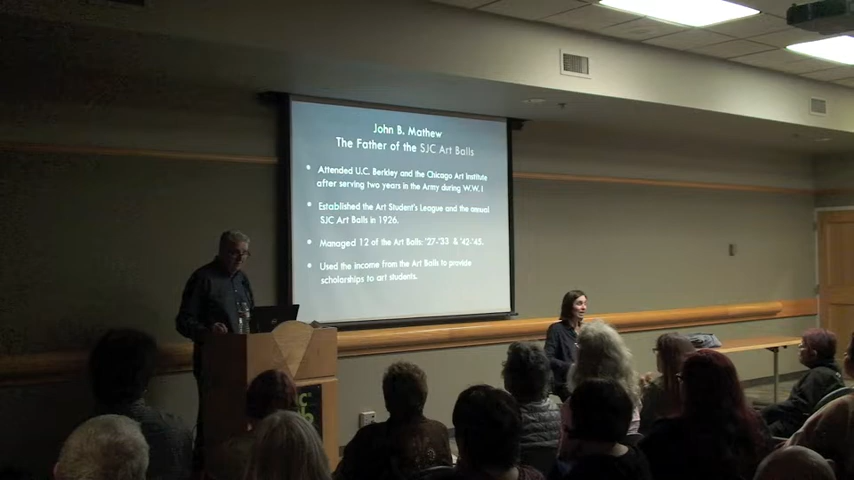 John B. Mathew
The Father of the SJC Art Balls
• Attended U.C. Berkley and the Chicago Art Institute
after serving two years in the Army during W.W. I
• Established the Art Student's League and the annual
SJC Art Balls in 1926.
• Managed 12 of the Art Balls: '27-'33 & '42-'45.
• Used the income from the Art Balls to provide
scholarships to art students.